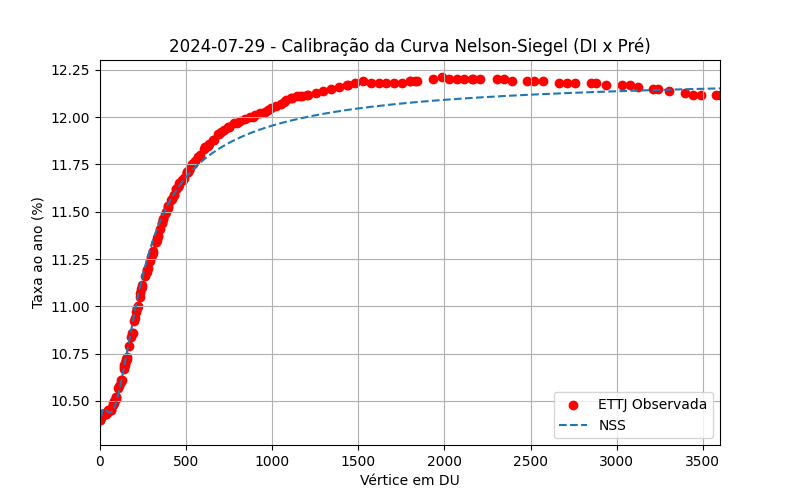 2024-07-29 - Calibração da Curva Nelson-Siegel (DI x Pré)
Taxa ao ano (%)
12.25
12.00
11.75
11.50
11.25
11.00
10.75
10.50
ETTJ Observada
NSS
0 500 1000 1500 2000 2500 3000 3500
Vértice em DU